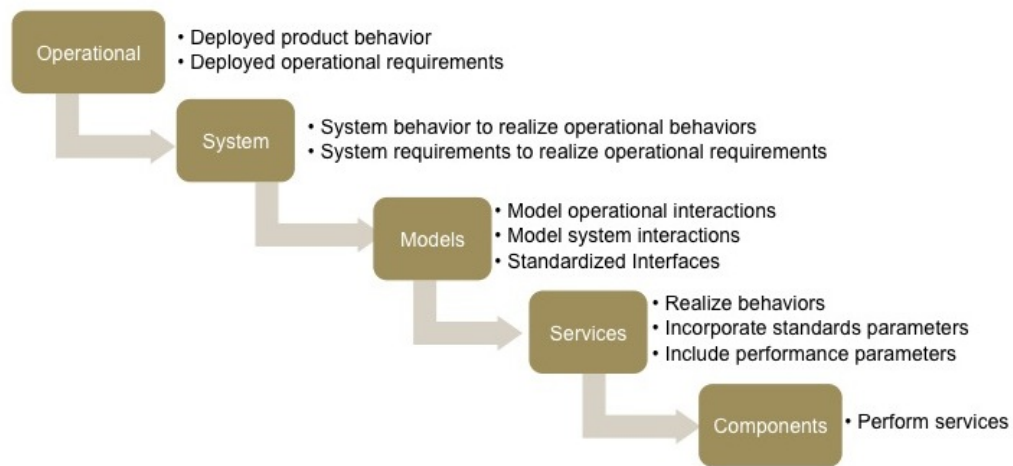 Operational
• Deployed product behavior
• Deployed operational requirements
System
• System behavior to realize operational behaviors
• System requirements to realize operational requirements
Models
• Model operational interactions
• Model system interactions
• Standardized Interfaces
Services
• Realize behaviors
• Incorporate standards parameters
• Include performance parameters
Components
• Perform services